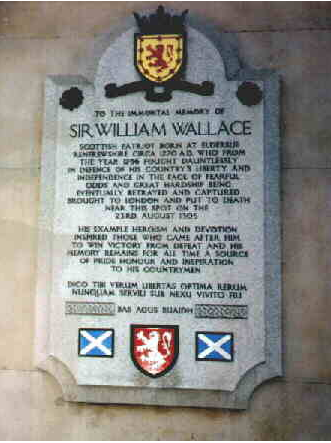 TO THE IMMORTAL MEMORY OF
SIR WILLIAM WALLACE
SCOTTISH PATRIOT BORN AT ELDERSLIE
RENFREWSHIRE CIRCA 1270 A.D. WHO FROM
THE YEAR 1296 FOUGHT DAUNTLESSLY
IN DEFENCE OF HIS COUNTRY'S LIBERTY AND
INDEPENDENCE IN THE FACE OF FEARFUL
ODDS AND GREAT HARDSHIP BEING
EVENTUALLY BETRAYED AND CAPTURED
BROUGHT TO LONDON AND PUT TO DEATH
NEAR THIS SPOT ON THE
23RD AUGUST 1305
HIS EXAMPLE HEROISM AND DEVOTION
INSPIRED THOSE WHO CAME AFTER HIM
TO WIN VICTORY FROM DEFEAT AND HIS
MEMORY REMAINS FOR ALL TIME A SOURCE
OF PRIDE HONOUR AND INSPIRATION
TO HIS COUNTRYMEN
DICO TIBI VERUM LIBERTAS OPTIMA RERUM
NUNQUAM SERVILI SUB NEXU VIVITO FILI
BAS AGUS BUAIDH